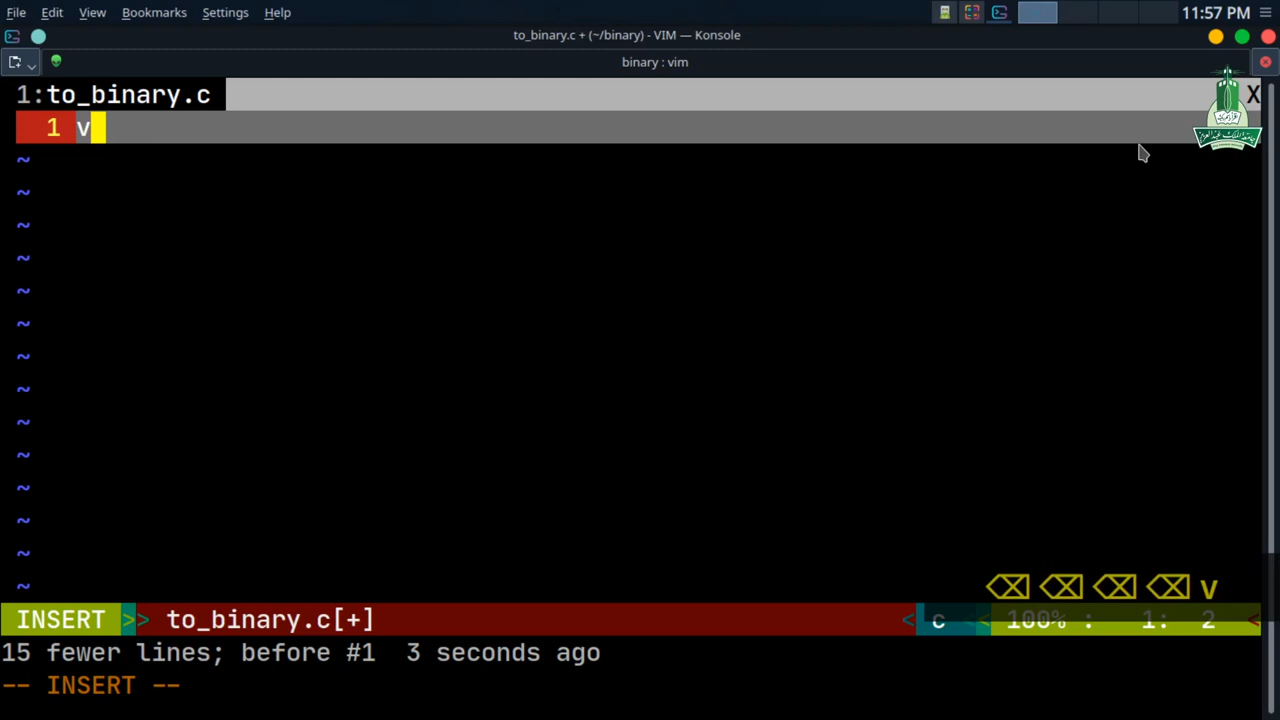 File Edit View Bookmarks Settings Help 11:57 PM
to_binary.c + (~/binary) - VIM — Konsole
binary : vim
1:to_binary.c X
1 v
~
~
~
~
~
~
~
~
~
~
~
~
~
~
v
INSERT >> to_binary.c[+] < c < 100% : 1: 2 <
15 fewer lines; before #1 3 seconds ago
-- INSERT --